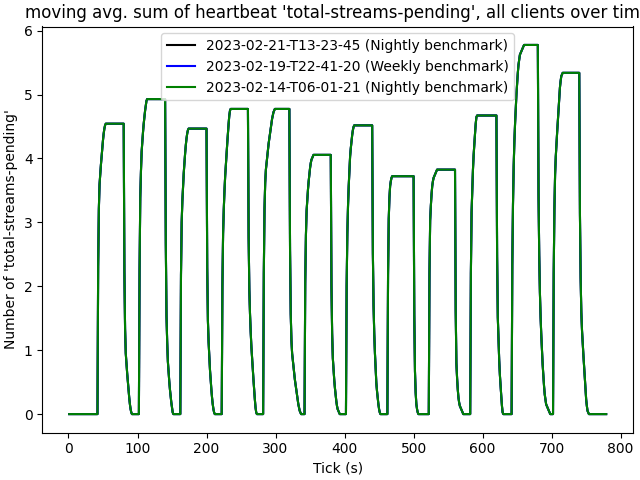 moving avg. sum of heartbeat 'total-streams-pending', all clients over tim
2023-02-21-T13-23-45 (Nightly benchmark)
2023-02-19-T22-41-20 (Weekly benchmark)
2023-02-14-T06-01-21 (Nightly benchmark)
Number of 'total-streams-pending'
6
5
4
3
2
1
0
0 100 200 300 400 500 600 700 800
Tick (s)